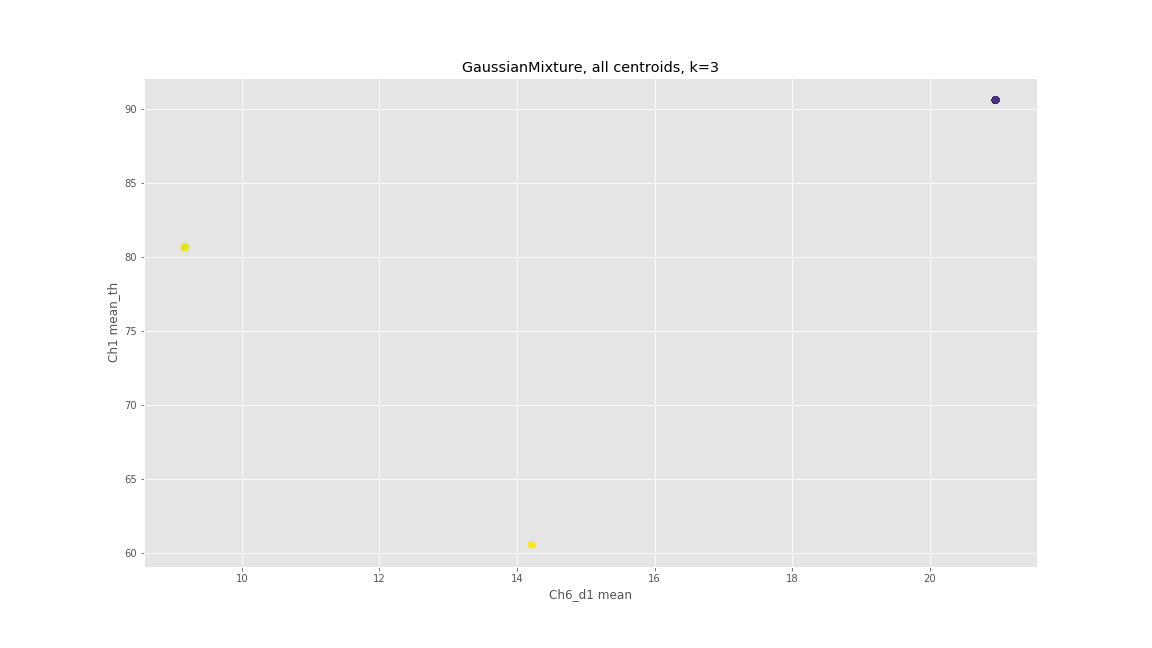 GaussianMixture, all centroids, k=3
90
85
80
75
70
65
60
Ch1 mean_th
10 12 14 16 18 20
Ch6_d1 mean